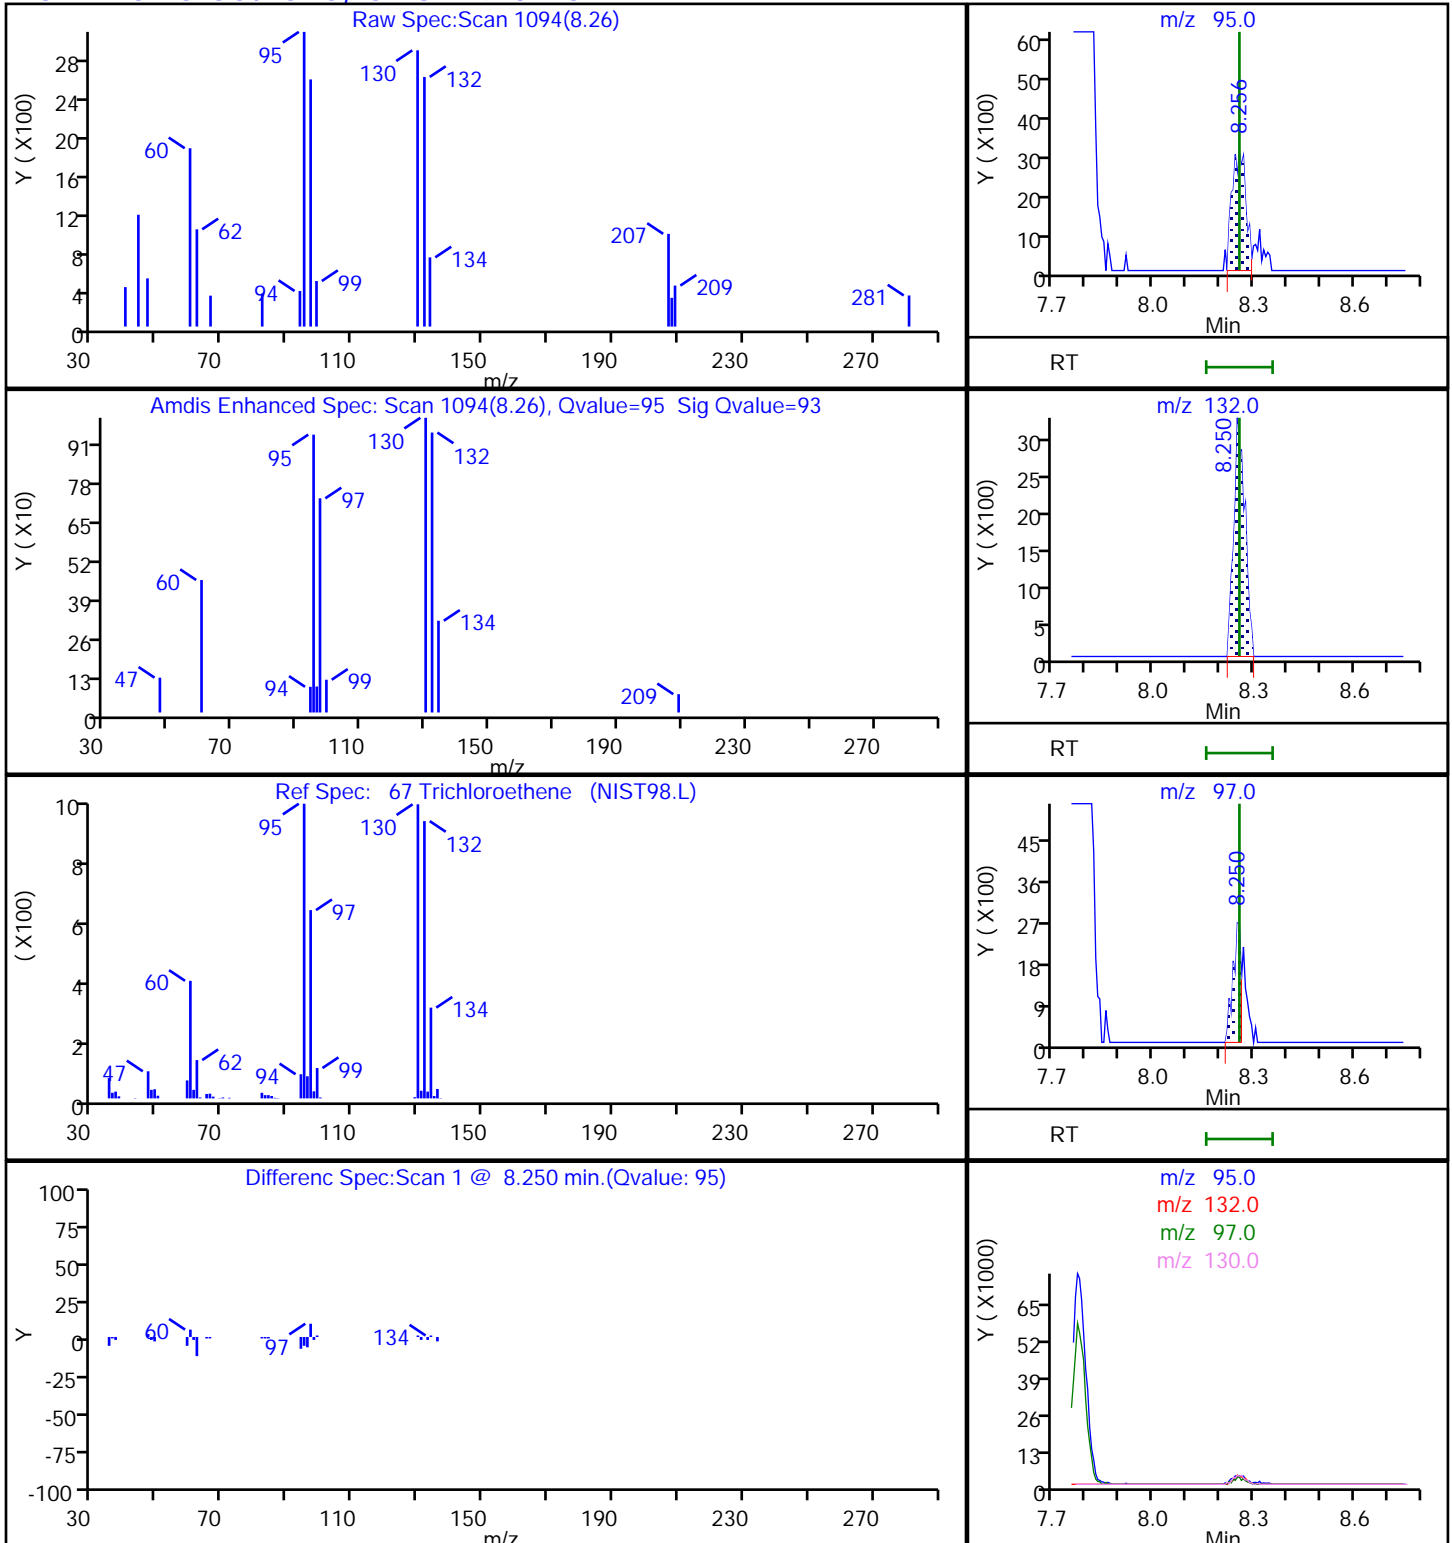 Raw Spec:Scan 1094(8.26)
Y ( X100)
28
24
20
16
12
8
4
0
95
130
132
60
62
94
99
134
207
209
281
30 70 110 150 190 230 270
m/z
m/z 95.0
Y ( X100)
60
50
40
30
20
10
0
8.256
7.7 8.0 8.3 8.6
Min
RT
Amdis Enhanced Spec: Scan 1094(8.26), Qvalue=95 Sig Qvalue=93
Y ( X10)
91
78
65
52
39
26
13
0
130
95
132
97
60
134
47
94
99
209
30 70 110 150 190 230 270
m/z
m/z 132.0
Y ( X100)
30
25
20
15
10
5
0
8.250
7.7 8.0 8.3 8.6
Min
RT
Ref Spec: 67 Trichloroethene (NIST98.L)
( X100)
10
8
6
4
2
0
95
130
132
97
60
134
47
62
94
99
30 70 110 150 190 230 270
m/z 97.0
Y ( X100)
45
36
27
18
9
0
8.250
7.7 8.0 8.3 8.6
Min
RT
Differenc Spec:Scan 1 @ 8.250 min.(Qvalue: 95)
Y
100
75
50
25
0
-25
-50
-75
-100
60
97
134
30 70 110 150 190 230 270
m/z
m/z 95.0
m/z 132.0
m/z 97.0
m/z 130.0
Y ( X1000)
65
52
39
26
13
0
7.7 8.0 8.3 8.6
Min